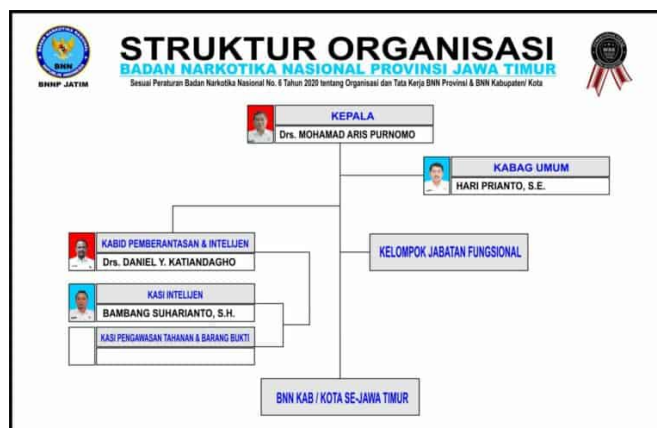 STRUKTUR ORGANISASI
BADAN NARKOTIKA NASIONAL PROVINSI JAWA TIMUR
Sesuai Peraturan Badan Narkotika Nasional No. 6 Tahun 2020 tentang Organisasi dan Tata Kerja BNN Provinsi & BNN Kabupaten/ Kota
BNN
BNNP JATIM
KEPALA
Drs. MOHAMAD ARIS PURNOMO
KABAG UMUM
HARI PRIANTO, S.E.
KABID PEMBERANTASAN & INTELIJEN
Drs. DANIEL Y. KATIANDAGHO
KELOMPOK JABATAN FUNGSIONAL
KASI INTELIJEN
BAMBANG SUHARIANTO, S.H.
KASI PENGAWASAN TAHANAN & BARANG BUKTI
BNN KAB / KOTA SE-JAWA TIMUR